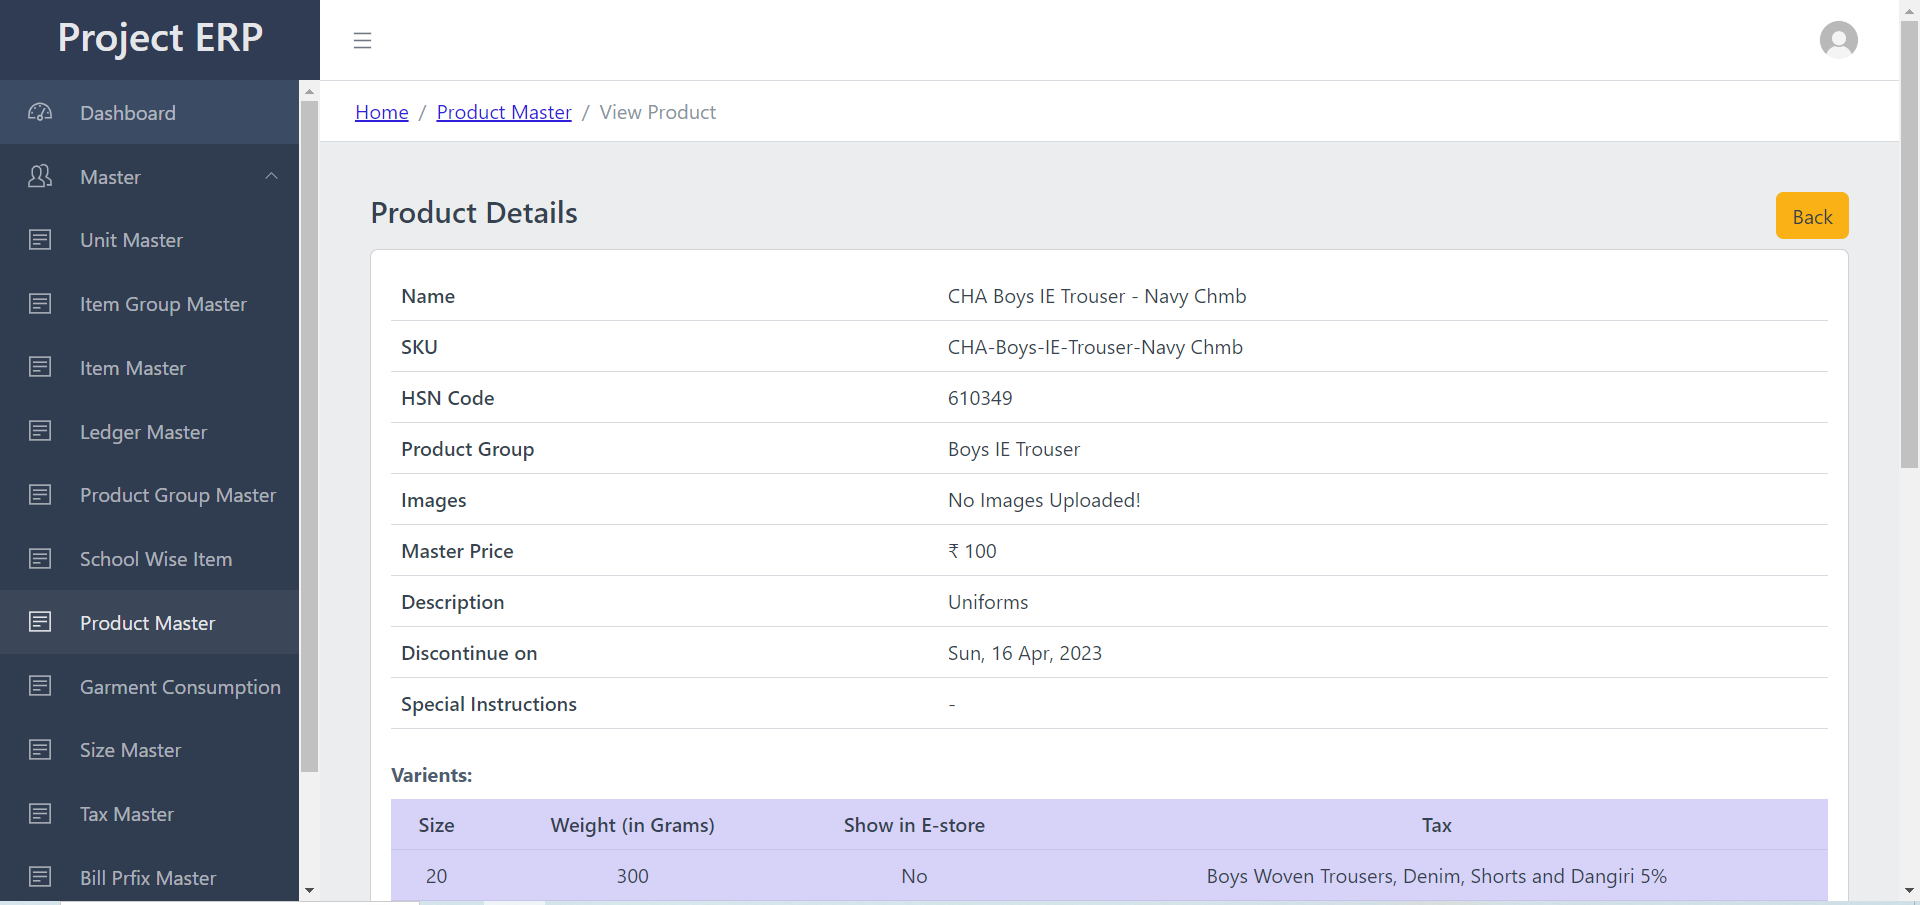 Project ERP
Dashboard
Master
Unit Master
Item Group Master
Item Master
Ledger Master
Product Group Master
School Wise Item
Product Master
Garment Consumption
Size Master
Tax Master
Bill Prfix Master
Home / Product Master / View Product
Product Details
Back
Name CHA Boys IE Trouser - Navy Chmb
SKU CHA-Boys-IE-Trouser-Navy Chmb
HSN Code 610349
Product Group Boys IE Trouser
Images No Images Uploaded!
Master Price ₹ 100
Description Uniforms
Discontinue on Sun, 16 Apr, 2023
Special Instructions -
Varients:
Size Weight (in Grams) Show in E-store Tax
20 300 No Boys Woven Trousers, Denim, Shorts and Dangiri 5%